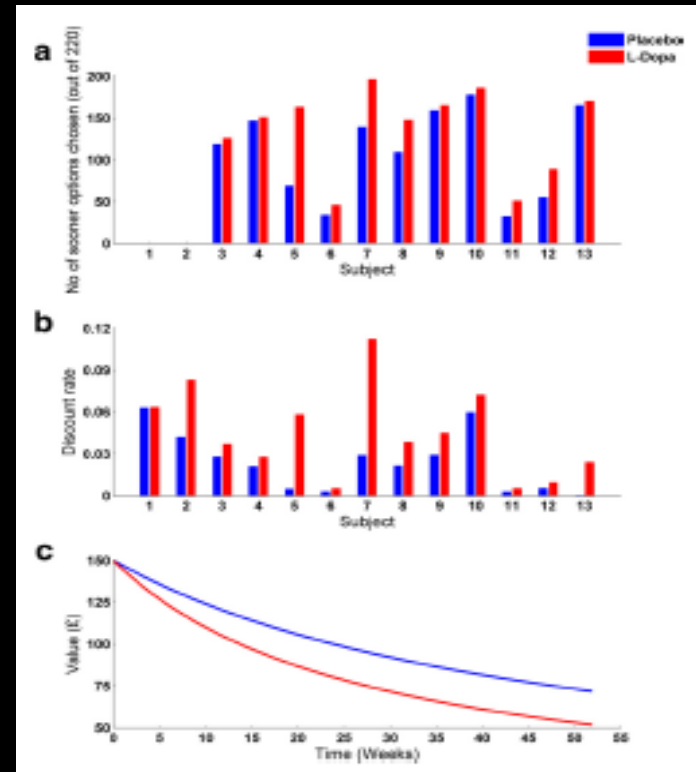 Placebo
L-Dopa
a
No of sooner options chosen (out of 220)
200
150
100
50
0
1 2 3 4 5 6 7 8 9 10 11 12 13
Subject
b
Discount rate
0.12
0.09
0.06
0.03
0
1 2 3 4 5 6 7 8 9 10 11 12 13
Subject
c
Value (£)
150
125
100
75
50
0 5 10 15 20 25 30 35 40 45 50 55
Time (Weeks)